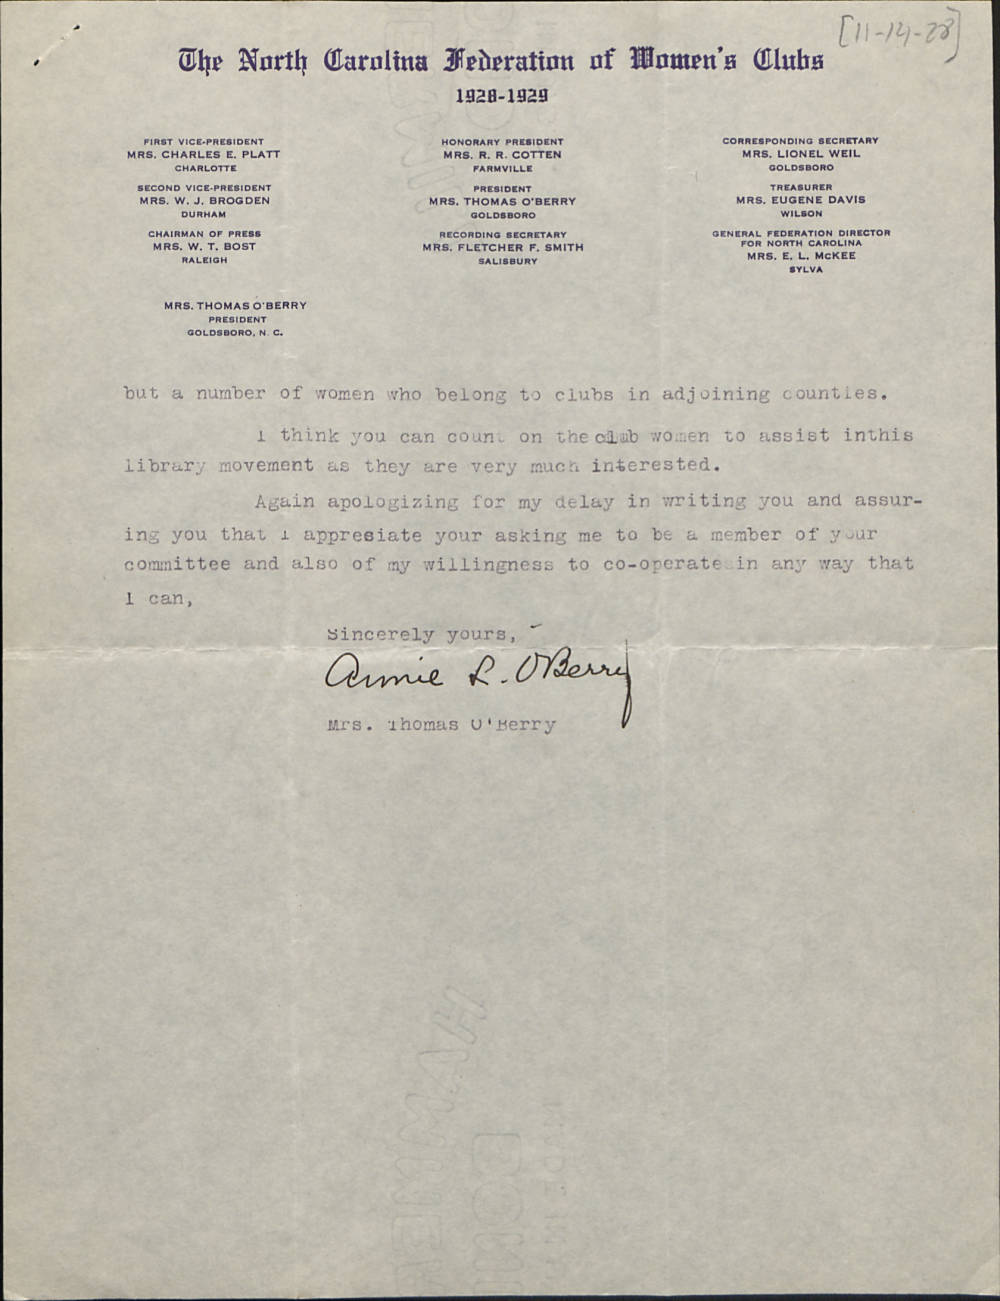 [11-14-28]
The North Carolina Federation of Women's Clubs
1928-1929
FIRST VICE-PRESIDENT
MRS. CHARLES E. PLATT
CHARLOTTE
SECOND VICE-PRESIDENT
MRS. W. J. BROGDEN
DURHAM
CHAIRMAN OF PRESS
MRS. W. T. BOST
RALEIGH
HONORARY PRESIDENT
MRS. R. R. COTTEN
FARMVILLE
PRESIDENT
MRS. THOMAS O'BERRY
GOLDSBORO
RECORDING SECRETARY
MRS. FLETCHER F. SMITH
SALISBURY
CORRESPONDING SECRETARY
MRS. LIONEL WEIL
GOLDSBORO
TREASURER
MRS. EUGENE DAVIS
WILSON
GENERAL FEDERATION DIRECTOR
FOR NORTH CAROLINA
MRS. E. L. McKEE
SYLVA
MRS. THOMAS O'BERRY
PRESIDENT
GOLDSBORO, N. C.
but a number of women who belong to clubs in adjoining counties.
I think you can count on the club women to assist inthis
library movement as they are very much interested.
Again apologizing for my delay in writing you and assur-
ing you that I appresiate your asking me to be a member of your
committee and also of my willingness to co-operate in any way that
I can,
Sincerely yours,
Annie L. O'Berry
Mrs. Thomas O'Berry